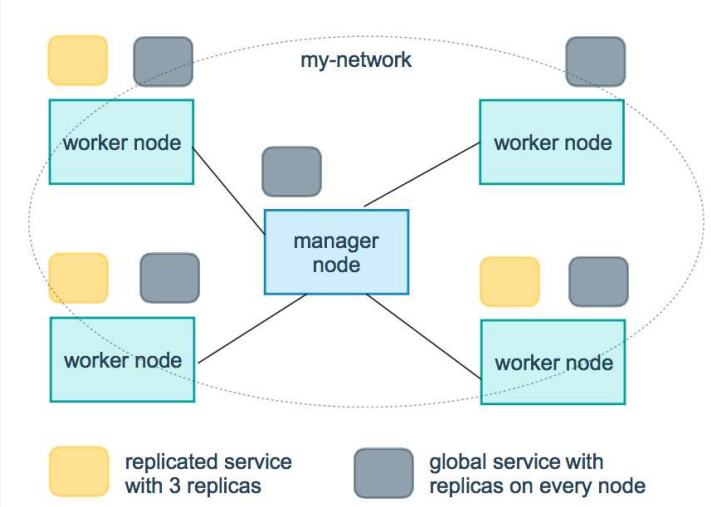 my-network
worker node
worker node
manager
node
worker node
worker node
replicated service
with 3 replicas
global service with
replicas on every node